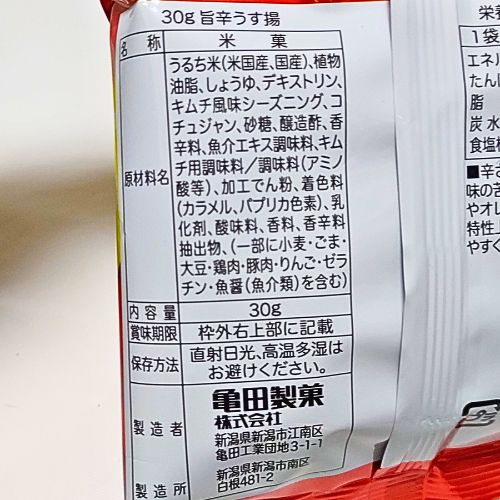 30g 旨辛うす揚
名 称 米 菓
原材料名 うるち米(米国産、国産)、植物
油脂、しょうゆ、デキストリン、
キムチ風味シーズニング、コ
チュジャン、砂糖、醸造酢、香
辛料、魚介エキス調味料、キム
チ用調味料／調味料(アミノ
酸等)、加工でん粉、着色料
(カラメル、パプリカ色素)、乳
化剤、酸味料、香料、香辛料
抽出物、(一部に小麦・ごま・
大豆・鶏肉・豚肉・りんご・ゼラ
チン・魚醤(魚介類)を含む)
内容量 30g
賞味期限 枠外右上部に記載
保存方法 直射日光、高温多湿は
お避けください。
製造者 亀田製菓
株式会社
新潟県新潟市江南区
亀田工業団地3-1-1
製造所 新潟県新潟市南区
白根481-2
栄養
1袋
エネル
たんぱ
脂
炭水
食塩相
■辛さ
味の苦
やオレ
特性上
やすく
プラ